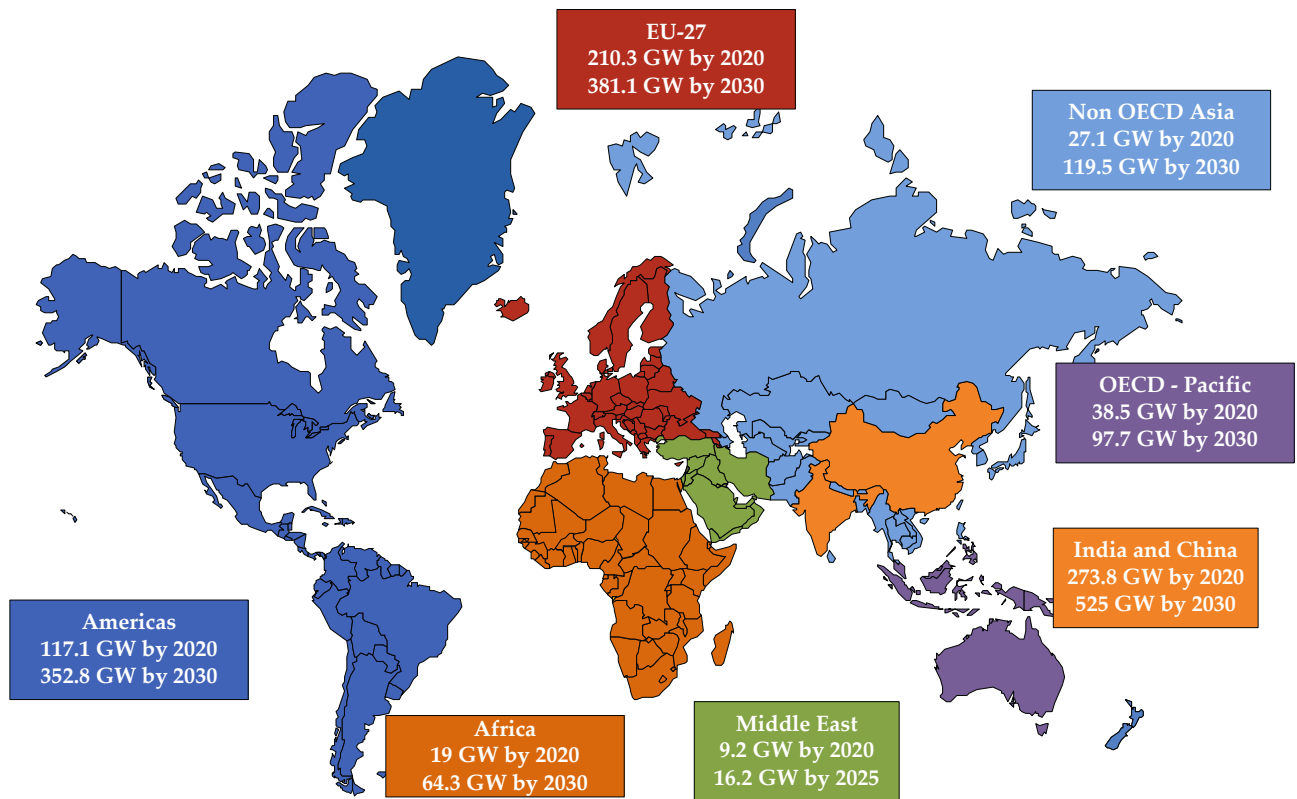 EU-27
210.3 GW by 2020
381.1 GW by 2030
Non OECD Asia
27.1 GW by 2020
119.5 GW by 2030
OECD - Pacific
38.5 GW by 2020
97.7 GW by 2030
India and China
273.8 GW by 2020
525 GW by 2030
Americas
117.1 GW by 2020
352.8 GW by 2030
Africa
19 GW by 2020
64.3 GW by 2030
Middle East
9.2 GW by 2020
16.2 GW by 2025